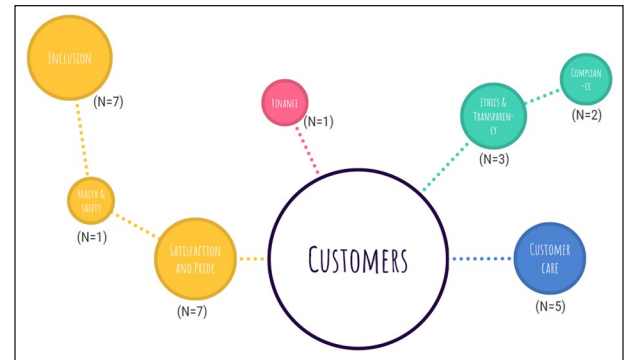 INCLUSION
(N=7)
HEALTH &
SAFETY
(N=1)
SATISFACTION
AND PRIDE
(N=7)
FINANCE
(N=1)
CUSTOMERS
ETHICS &
TRANSPAREN-
CY
(N=3)
COMPLIAN
-CE
(N=2)
CUSTOMER
CARE
(N=5)